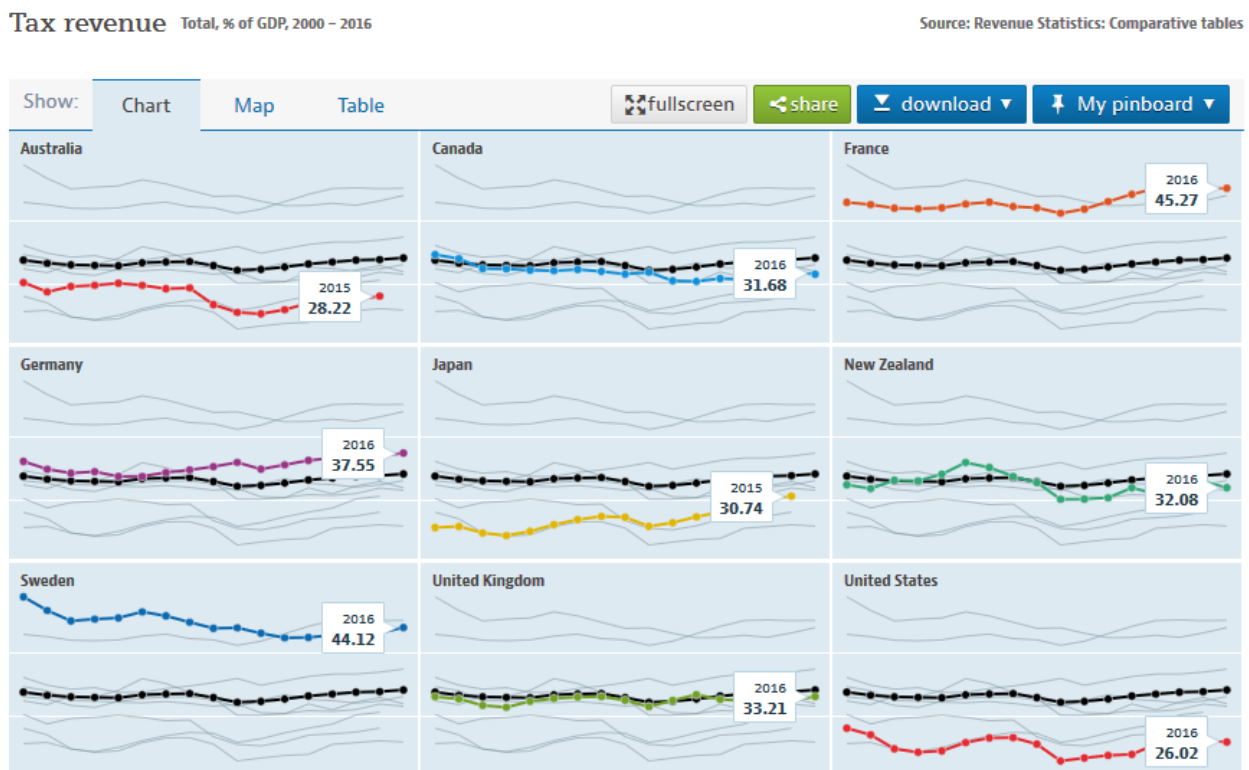 Tax revenue Total, % of GDP, 2000 – 2016
Source: Revenue Statistics: Comparative tables
Show: Chart Map Table fullscreen share download ▼ My pinboard ▼
Australia
2015
28.22
Canada
2016
31.68
France
2016
45.27
Germany
2016
37.55
Japan
2015
30.74
New Zealand
2016
32.08
Sweden
2016
44.12
United Kingdom
2016
33.21
United States
2016
26.02